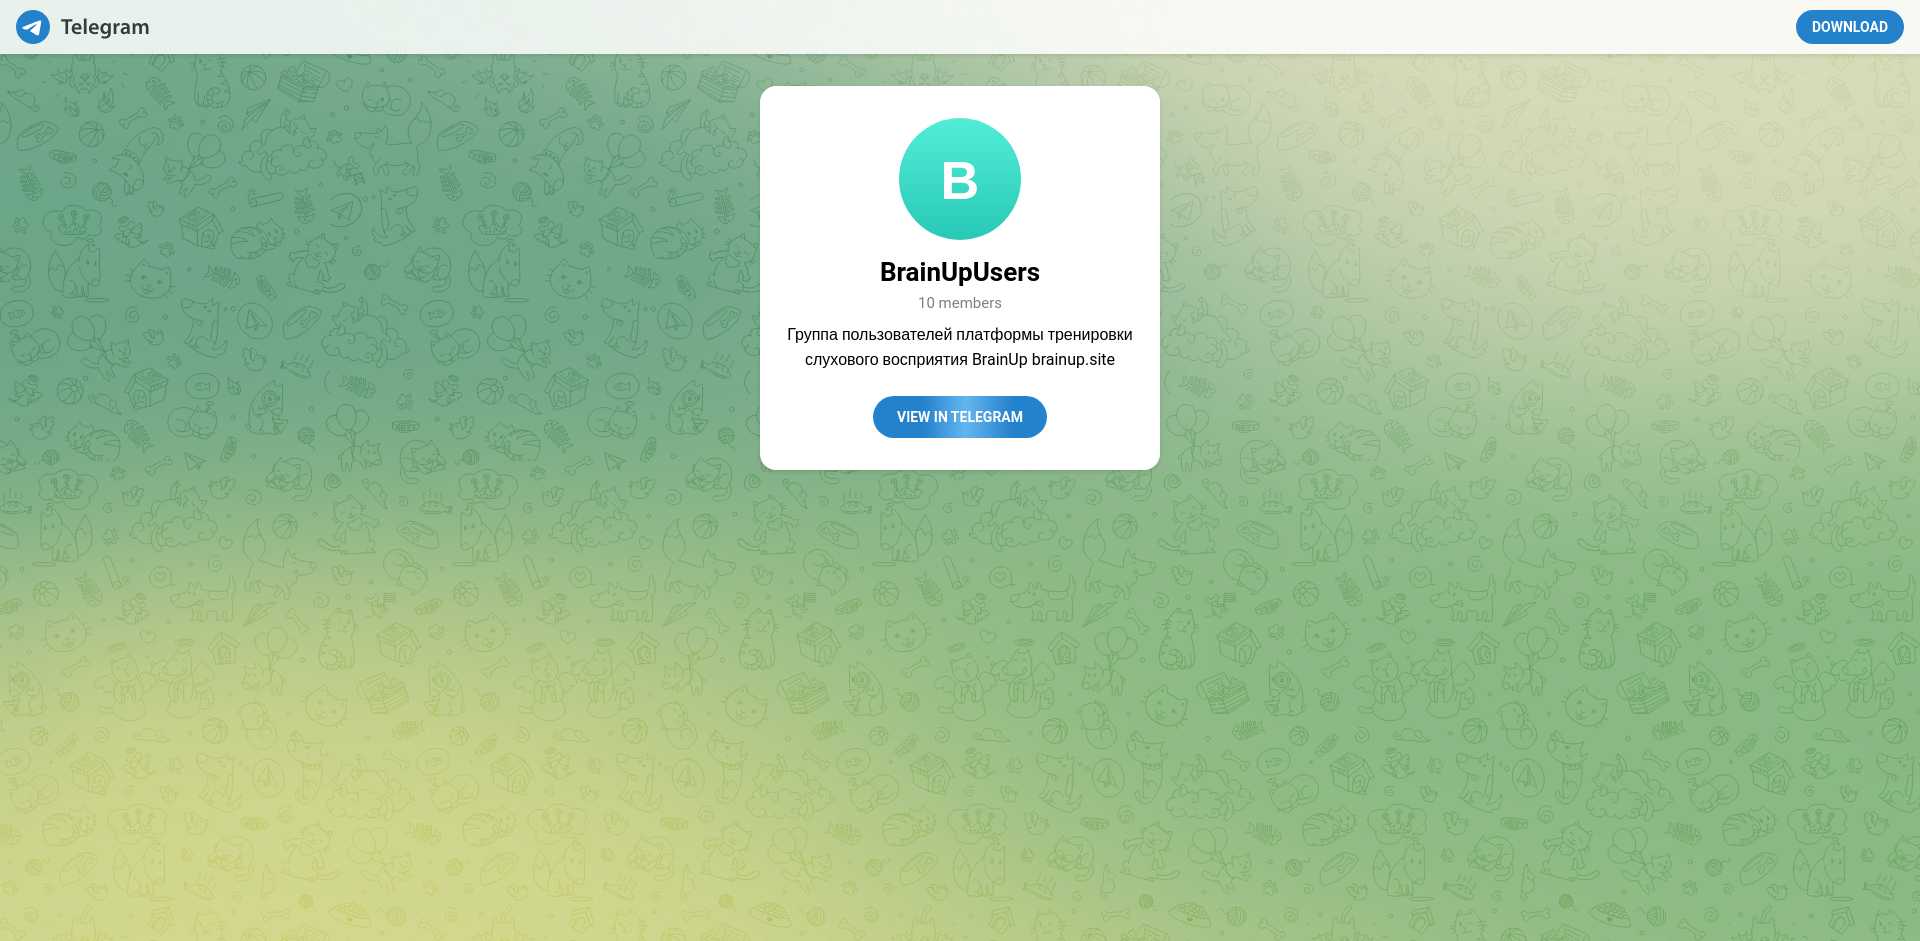 Telegram
DOWNLOAD
B
BrainUpUsers
10 members
Группа пользователей платформы тренировки
слухового восприятия BrainUp brainup.site
VIEW IN TELEGRAM